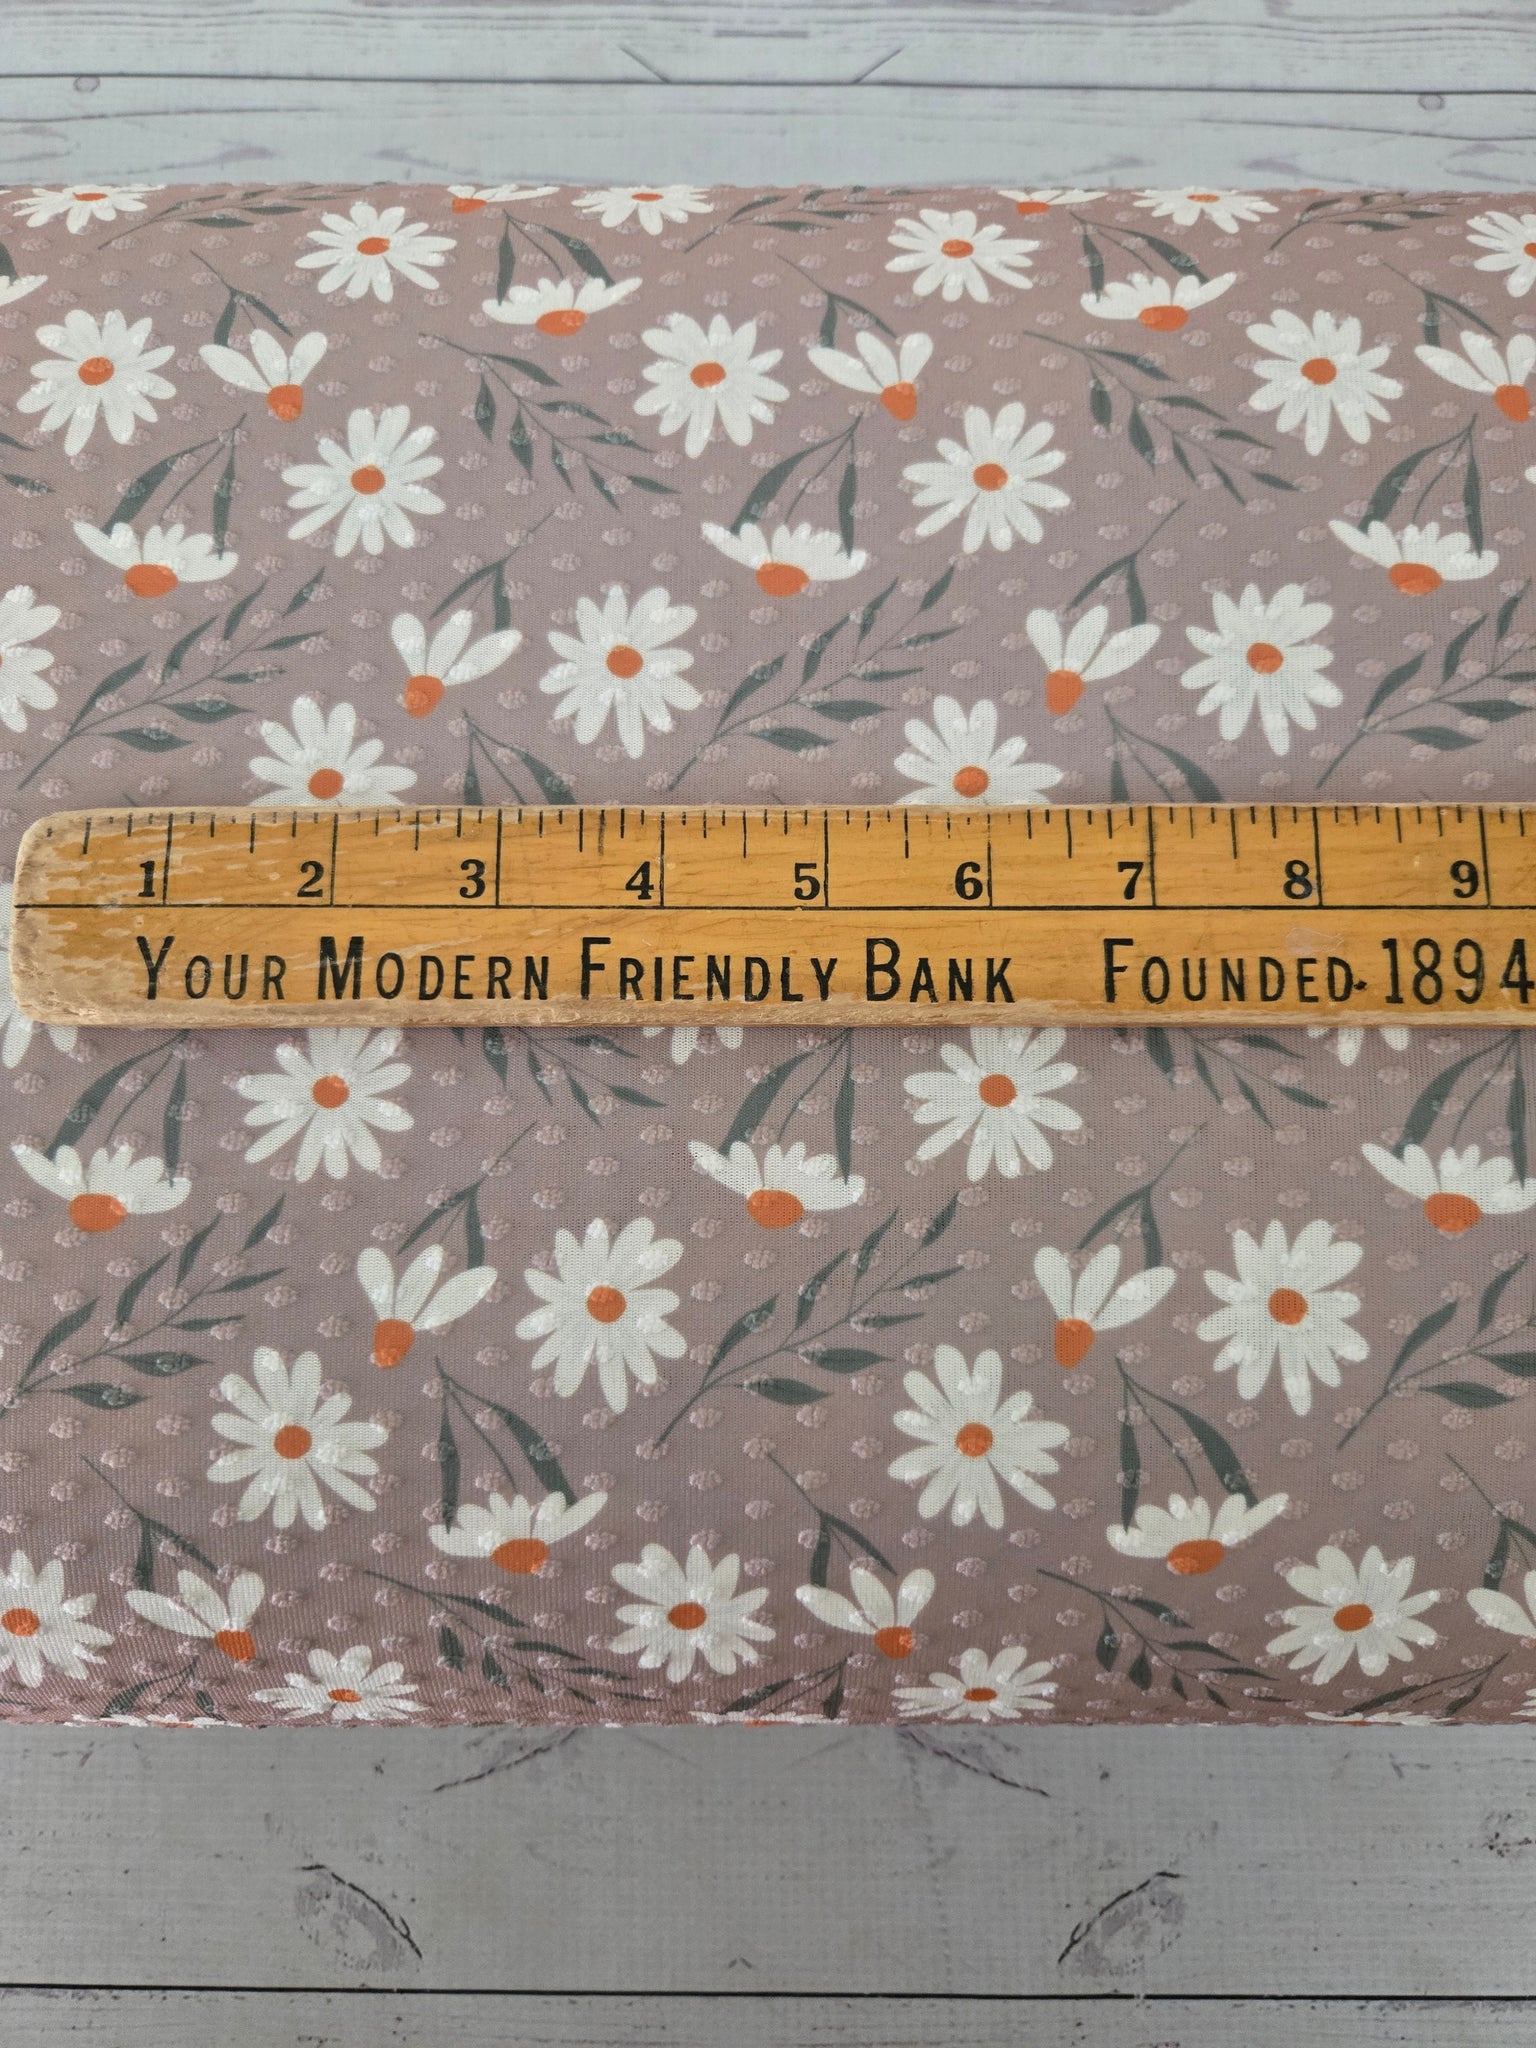 1 2 3 4 5 6 7 8 9
YOUR MODERN FRIENDLY BANK FOUNDED 1894